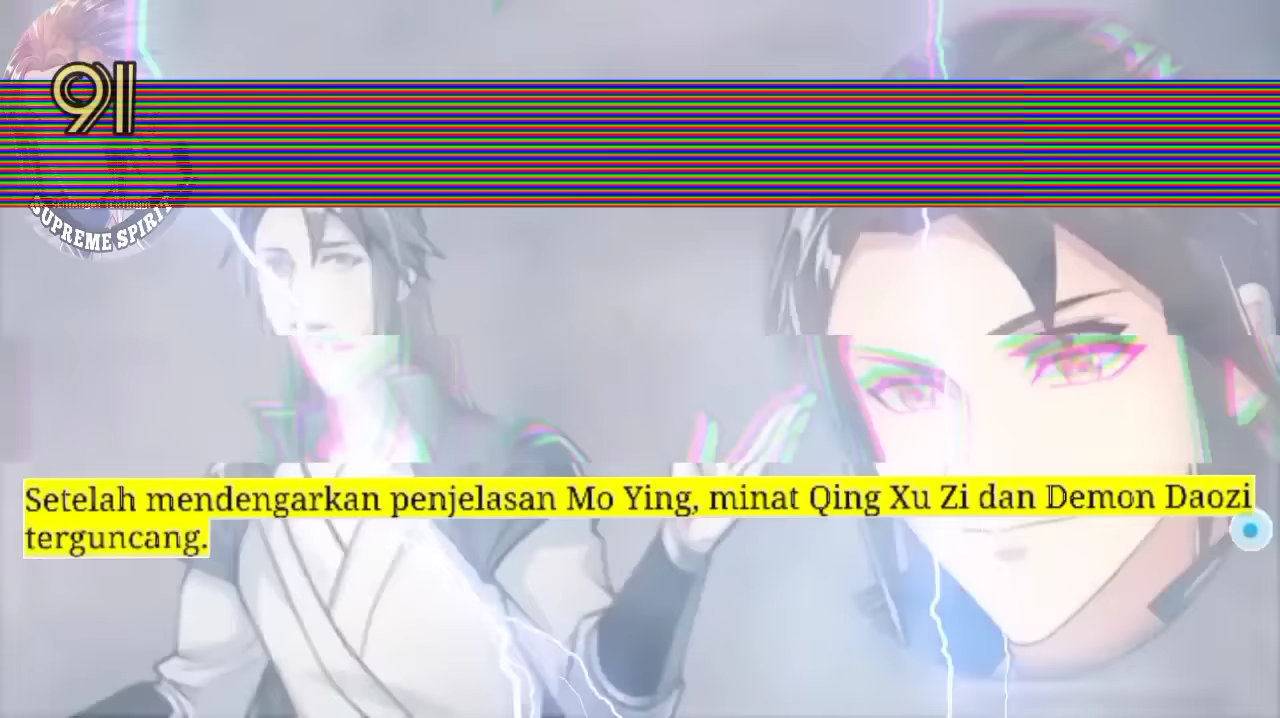 91
SUPREME SPIRIT
Setelah mendengarkan penjelasan Mo Ying, minat Qing Xu Zi dan Demon Daozi
terguncang.